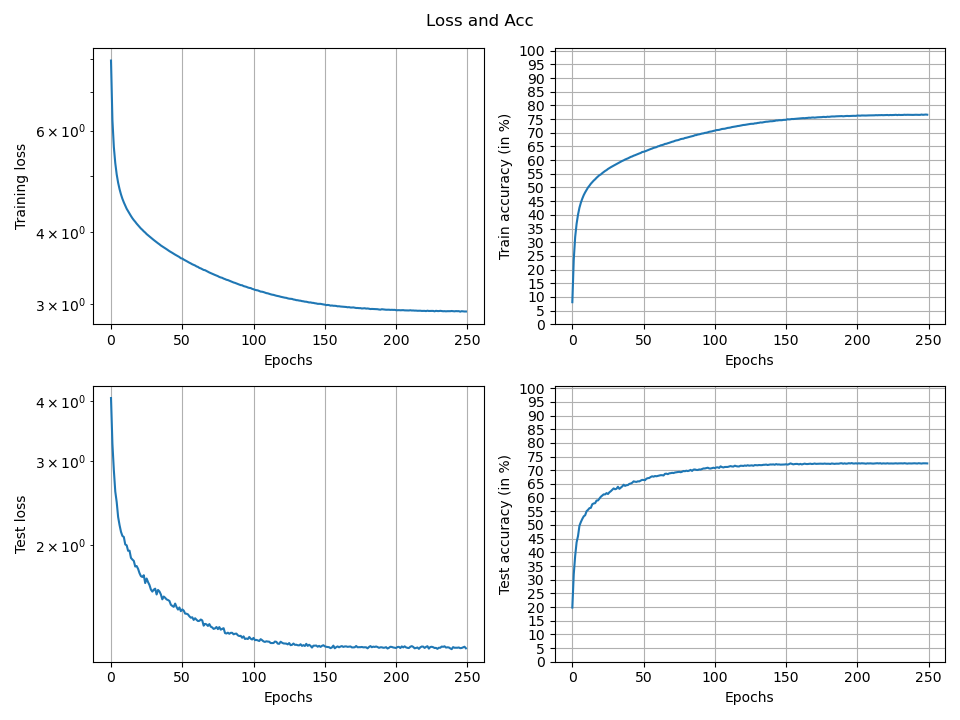 Loss and Acc
Training loss
6 × 10⁰
4 × 10⁰
3 × 10⁰
0 50 100 150 200 250
Epochs
Train accuracy (in %)
100
95
90
85
80
75
70
65
60
55
50
45
40
35
30
25
20
15
10
5
0
0 50 100 150 200 250
Epochs
Test loss
4 × 10⁰
3 × 10⁰
2 × 10⁰
0 50 100 150 200 250
Epochs
Test accuracy (in %)
100
95
90
85
80
75
70
65
60
55
50
45
40
35
30
25
20
15
10
5
0
0 50 100 150 200 250
Epochs